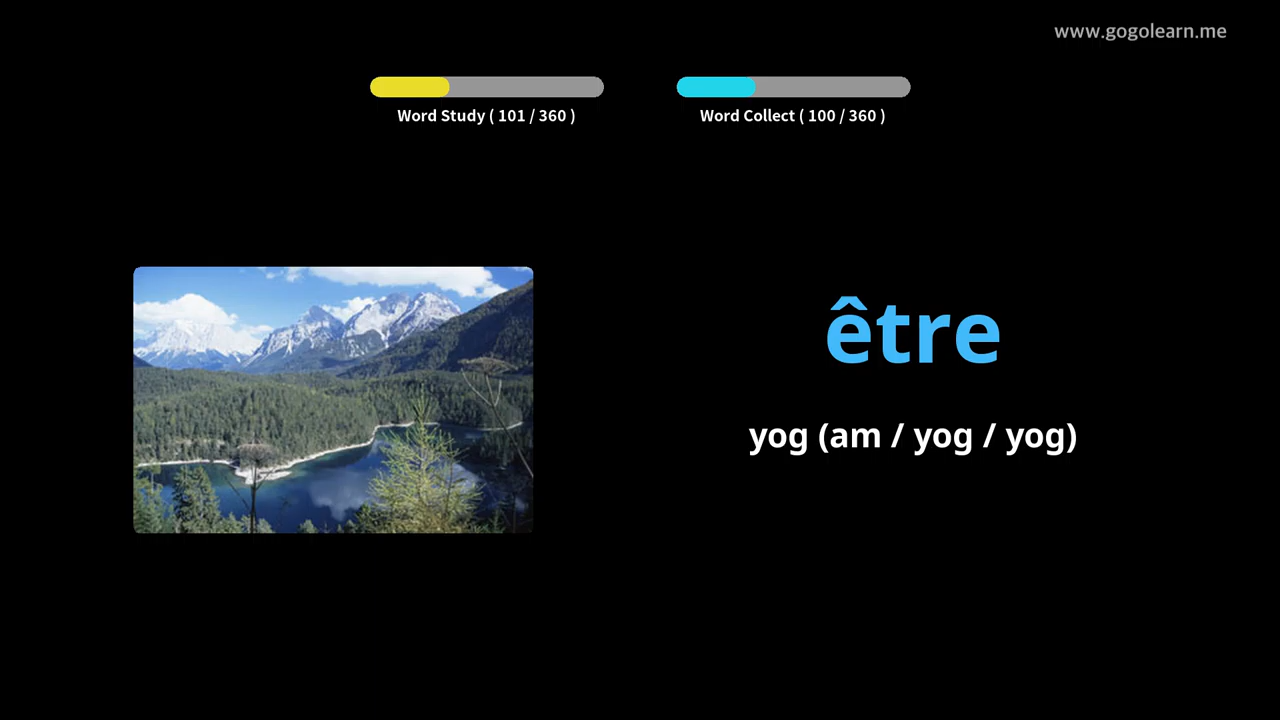 www.gogolearn.me
Word Study ( 101 / 360 )
Word Collect ( 100 / 360 )
être
yog (am / yog / yog)